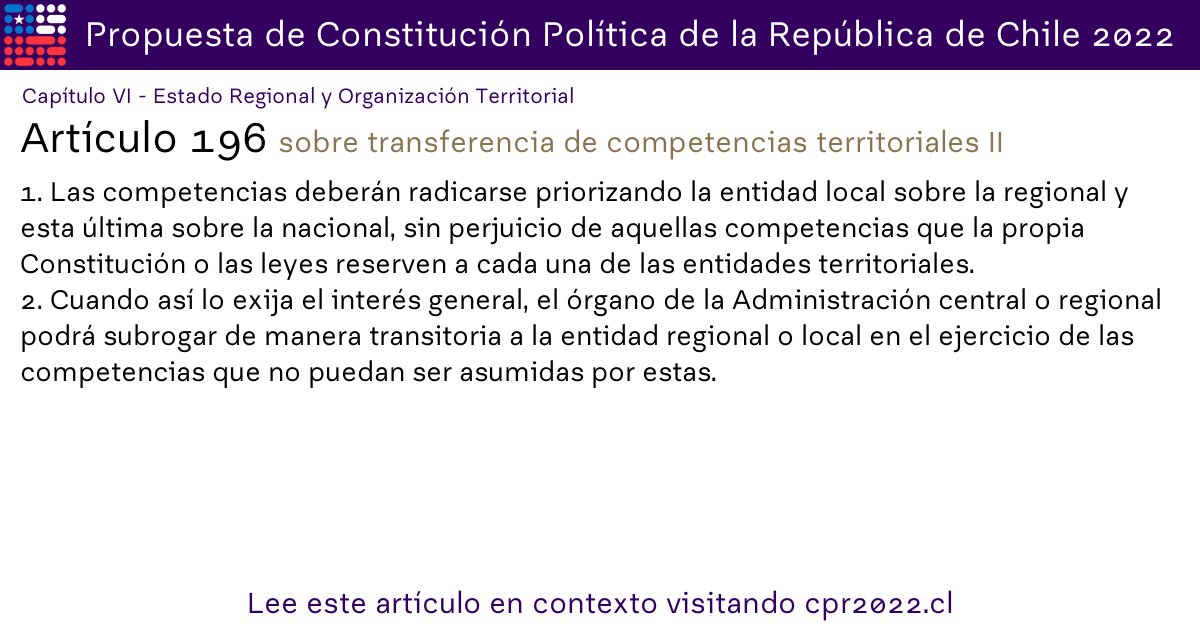 Propuesta de Constitución Política de la República de Chile 2022
Capítulo VI - Estado Regional y Organización Territorial
Artículo 196 sobre transferencia de competencias territoriales II
1. Las competencias deberán radicarse priorizando la entidad local sobre la regional y
esta última sobre la nacional, sin perjuicio de aquellas competencias que la propia
Constitución o las leyes reserven a cada una de las entidades territoriales.
2. Cuando así lo exija el interés general, el órgano de la Administración central o regional
podrá subrogar de manera transitoria a la entidad regional o local en el ejercicio de las
competencias que no puedan ser asumidas por estas.
Lee este artículo en contexto visitando cpr2022.cl